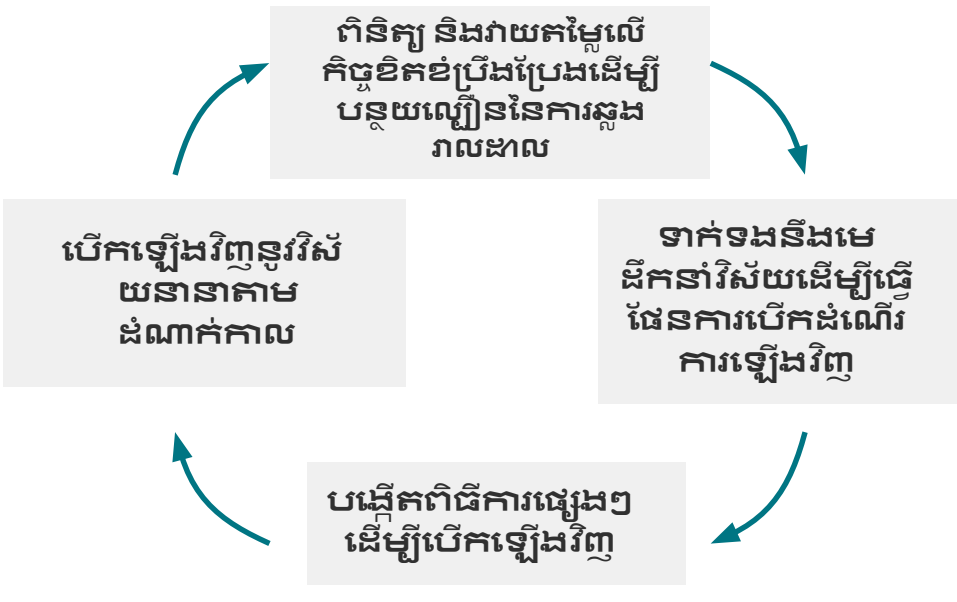 ពិនិត្យ និងវាយតម្លៃលើ
កិច្ចខិតខំប្រឹងប្រែងដើម្បី
បន្ថយល្បឿននៃការឆ្លង
រាលដាល
ទាក់ទងនឹងមេ
ដឹកនាំវិស័យដើម្បីធ្វើ
ផែនការបើកដំណើរ
ការឡើងវិញ
បង្កើតពិធីការផ្សេងៗ
ដើម្បីបើកឡើងវិញ
បើកឡើងវិញនូវវិស័
យនានាតាម
ដំណាក់កាល